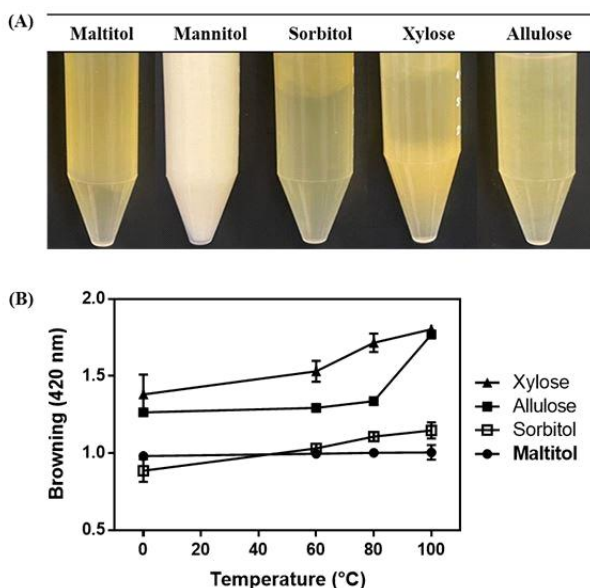 (A)
Maltitol Mannitol Sorbitol Xylose Allulose
(B)
2.0
1.5
1.0
0.5
Browning (420 nm)
0 20 40 60 80 100
Temperature (°C)
Xylose
Allulose
Sorbitol
Maltitol